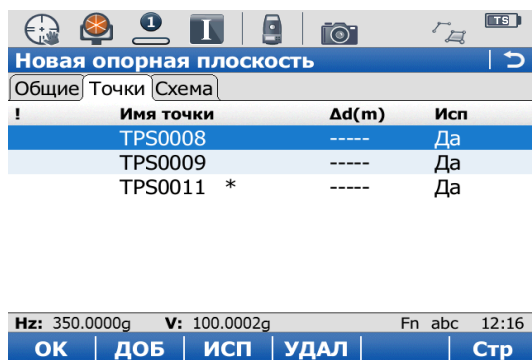 1 I TS
Новая опорная плоскость
Общие Точки Схема
! Имя точки Δd(m) Исп
TPS0008 ----- Да
TPS0009 ----- Да
TPS0011 * ----- Да
Hz: 350.0000g V: 100.0002g Fn abc 12:16
ОК ДОБ ИСП УДАЛ Стр